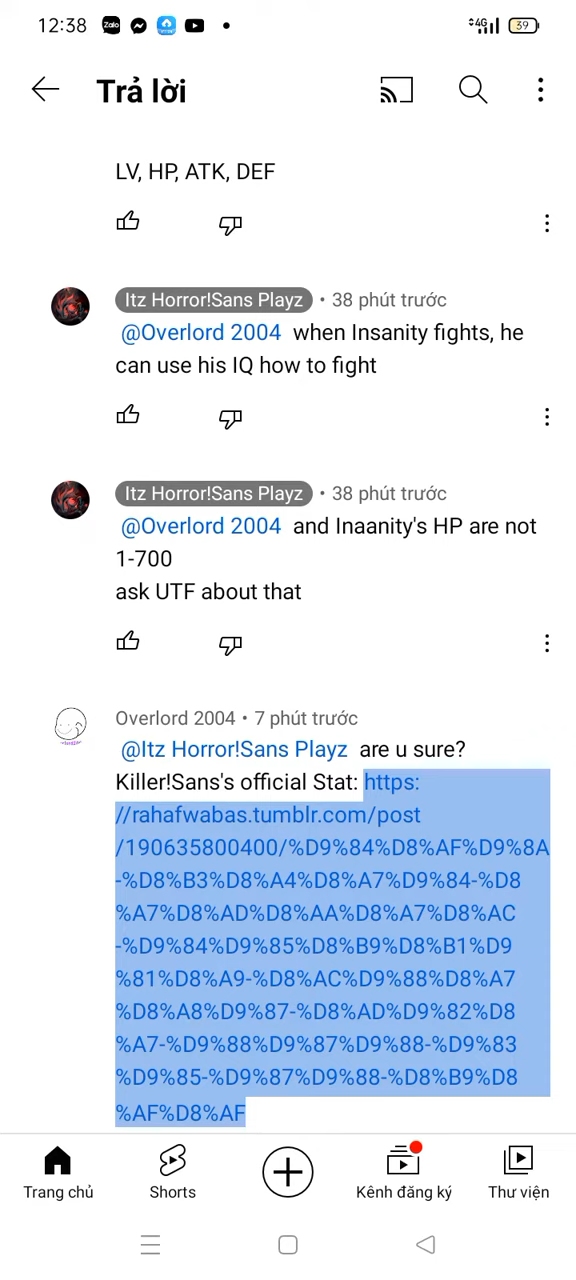 12:38
Zalo
4G
39
Trả lời
LV, HP, ATK, DEF
Itz Horror!Sans Playz • 38 phút trước
@Overlord 2004 when Insanity fights, he
can use his IQ how to fight
Itz Horror!Sans Playz • 38 phút trước
@Overlord 2004 and Inaanity's HP are not
1-700
ask UTF about that
Overlord 2004 • 7 phút trước
@Itz Horror!Sans Playz are u sure?
Killer!Sans's official Stat: https:
//rahafwabas.tumblr.com/post
/190635800400/%D9%84%D8%AF%D9%8A
-%D8%B3%D8%A4%D8%A7%D9%84-%D8
%A7%D8%AD%D8%AA%D8%A7%D8%AC
-%D9%84%D9%85%D8%B9%D8%B1%D9
%81%D8%A9-%D8%AC%D9%88%D8%A7
%D8%A8%D9%87-%D8%AD%D9%82%D8
%A7-%D9%88%D9%87%D9%88-%D9%83
%D9%85-%D9%87%D9%88-%D8%B9%D8
%AF%D8%AF
Trang chủ
Shorts
Kênh đăng ký
Thư viện